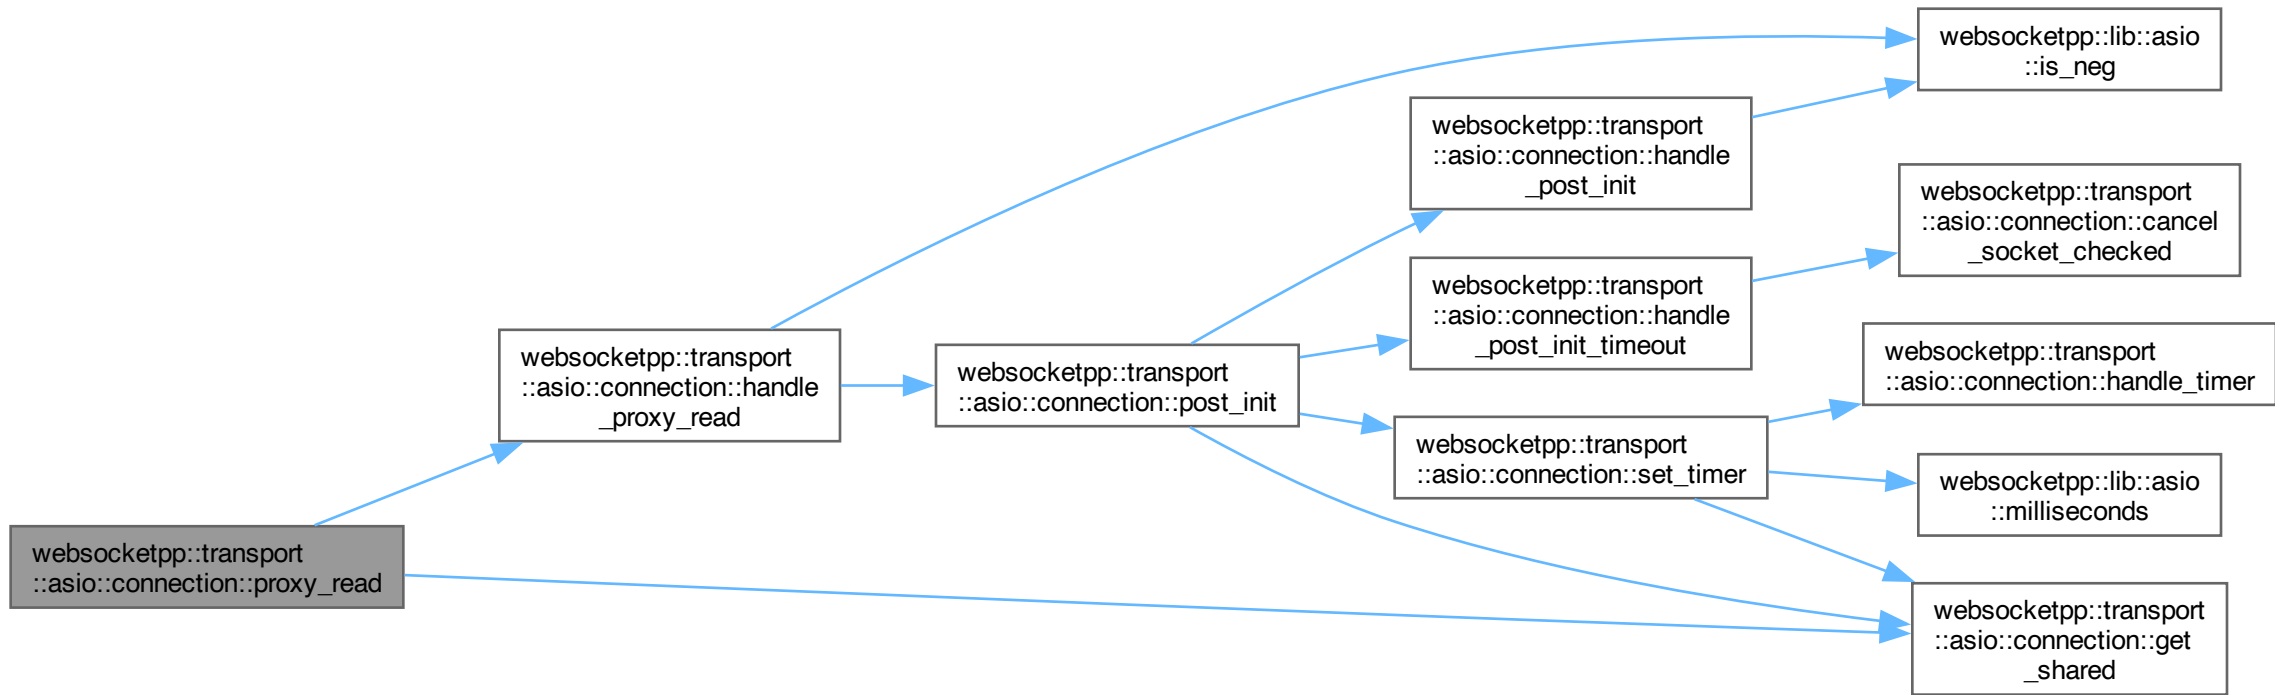 websocketpp::transport
::asio::connection::proxy_read
websocketpp::transport
::asio::connection::handle
_proxy_read
websocketpp::transport
::asio::connection::post_init
websocketpp::transport
::asio::connection::handle
_post_init
websocketpp::transport
::asio::connection::handle
_post_init_timeout
websocketpp::transport
::asio::connection::set_timer
websocketpp::lib::asio
::is_neg
websocketpp::transport
::asio::connection::cancel
_socket_checked
websocketpp::transport
::asio::connection::handle_timer
websocketpp::lib::asio
::milliseconds
websocketpp::transport
::asio::connection::get
_shared